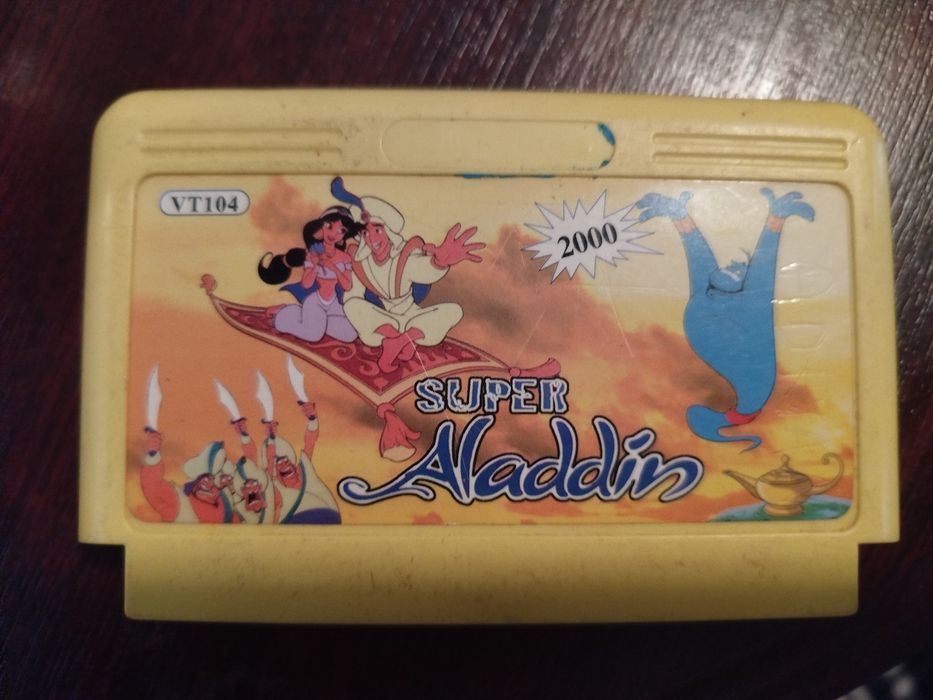 VT104
2000
SUPER
Aladdin